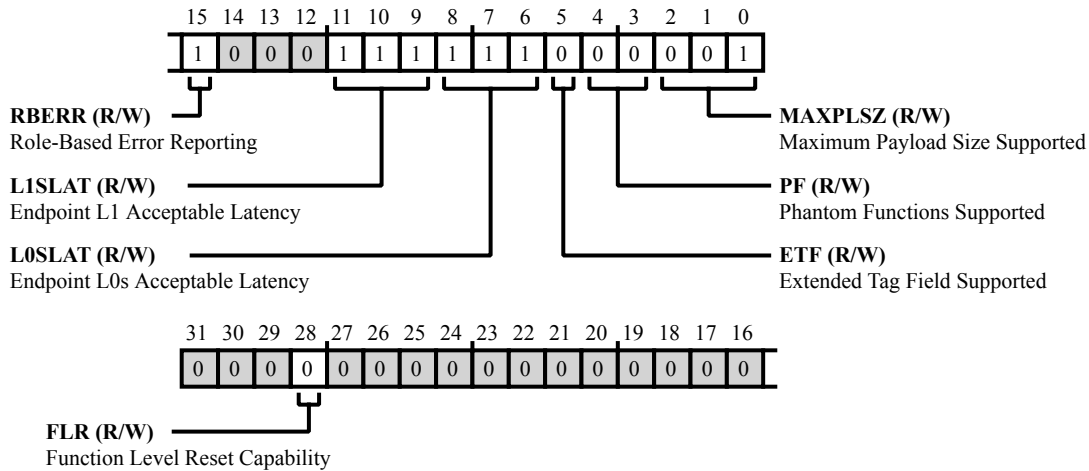 15 14 13 12 11 10 9 8 7 6 5 4 3 2 1 0
1 0 0 0 1 1 1 1 1 1 0 0 0 0 0 1
RBERR (R/W)
Role-Based Error Reporting
L1SLAT (R/W)
Endpoint L1 Acceptable Latency
L0SLAT (R/W)
Endpoint L0s Acceptable Latency
MAXPLSZ (R/W)
Maximum Payload Size Supported
PF (R/W)
Phantom Functions Supported
ETF (R/W)
Extended Tag Field Supported
31 30 29 28 27 26 25 24 23 22 21 20 19 18 17 16
0 0 0 0 0 0 0 0 0 0 0 0 0 0 0 0
FLR (R/W)
Function Level Reset Capability